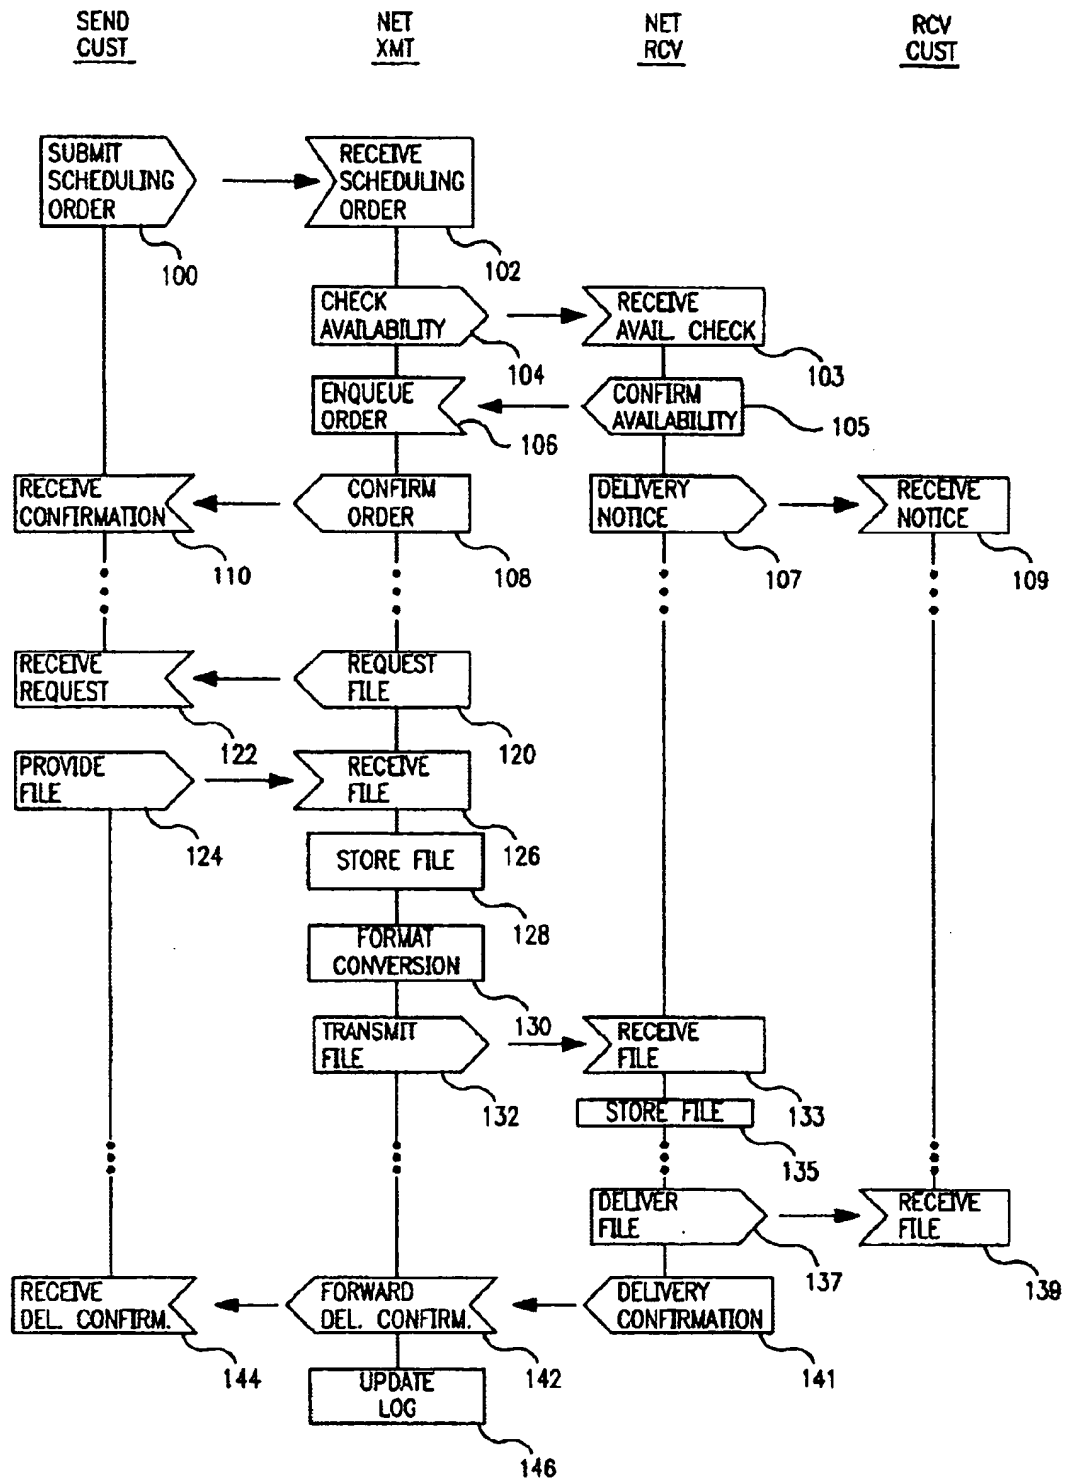 SEND
CUST
NET
XMT
NET
RCV
RCV
CUST
SUBMIT
SCHEDULING
ORDER
100
RECEIVE
SCHEDULING
ORDER
102
CHECK
AVAILABILITY
104
RECEIVE
AVAIL. CHECK
103
ENQUEUE
ORDER
106
CONFIRM
AVAILABILITY
105
RECEIVE
CONFIRMATION
110
CONFIRM
ORDER
108
DELIVERY
NOTICE
107
RECEIVE
NOTICE
109
RECEIVE
REQUEST
122
REQUEST
FILE
120
PROVIDE
FILE
124
RECEIVE
FILE
126
STORE FILE
128
FORMAT
CONVERSION
130
TRANSMIT
FILE
132
RECEIVE
FILE
133
STORE FILE
135
DELIVER
FILE
137
RECEIVE
FILE
139
RECEIVE
DEL. CONFIRM.
144
FORWARD
DEL. CONFIRM.
142
DELIVERY
CONFIRMATION
141
UPDATE
LOG
146